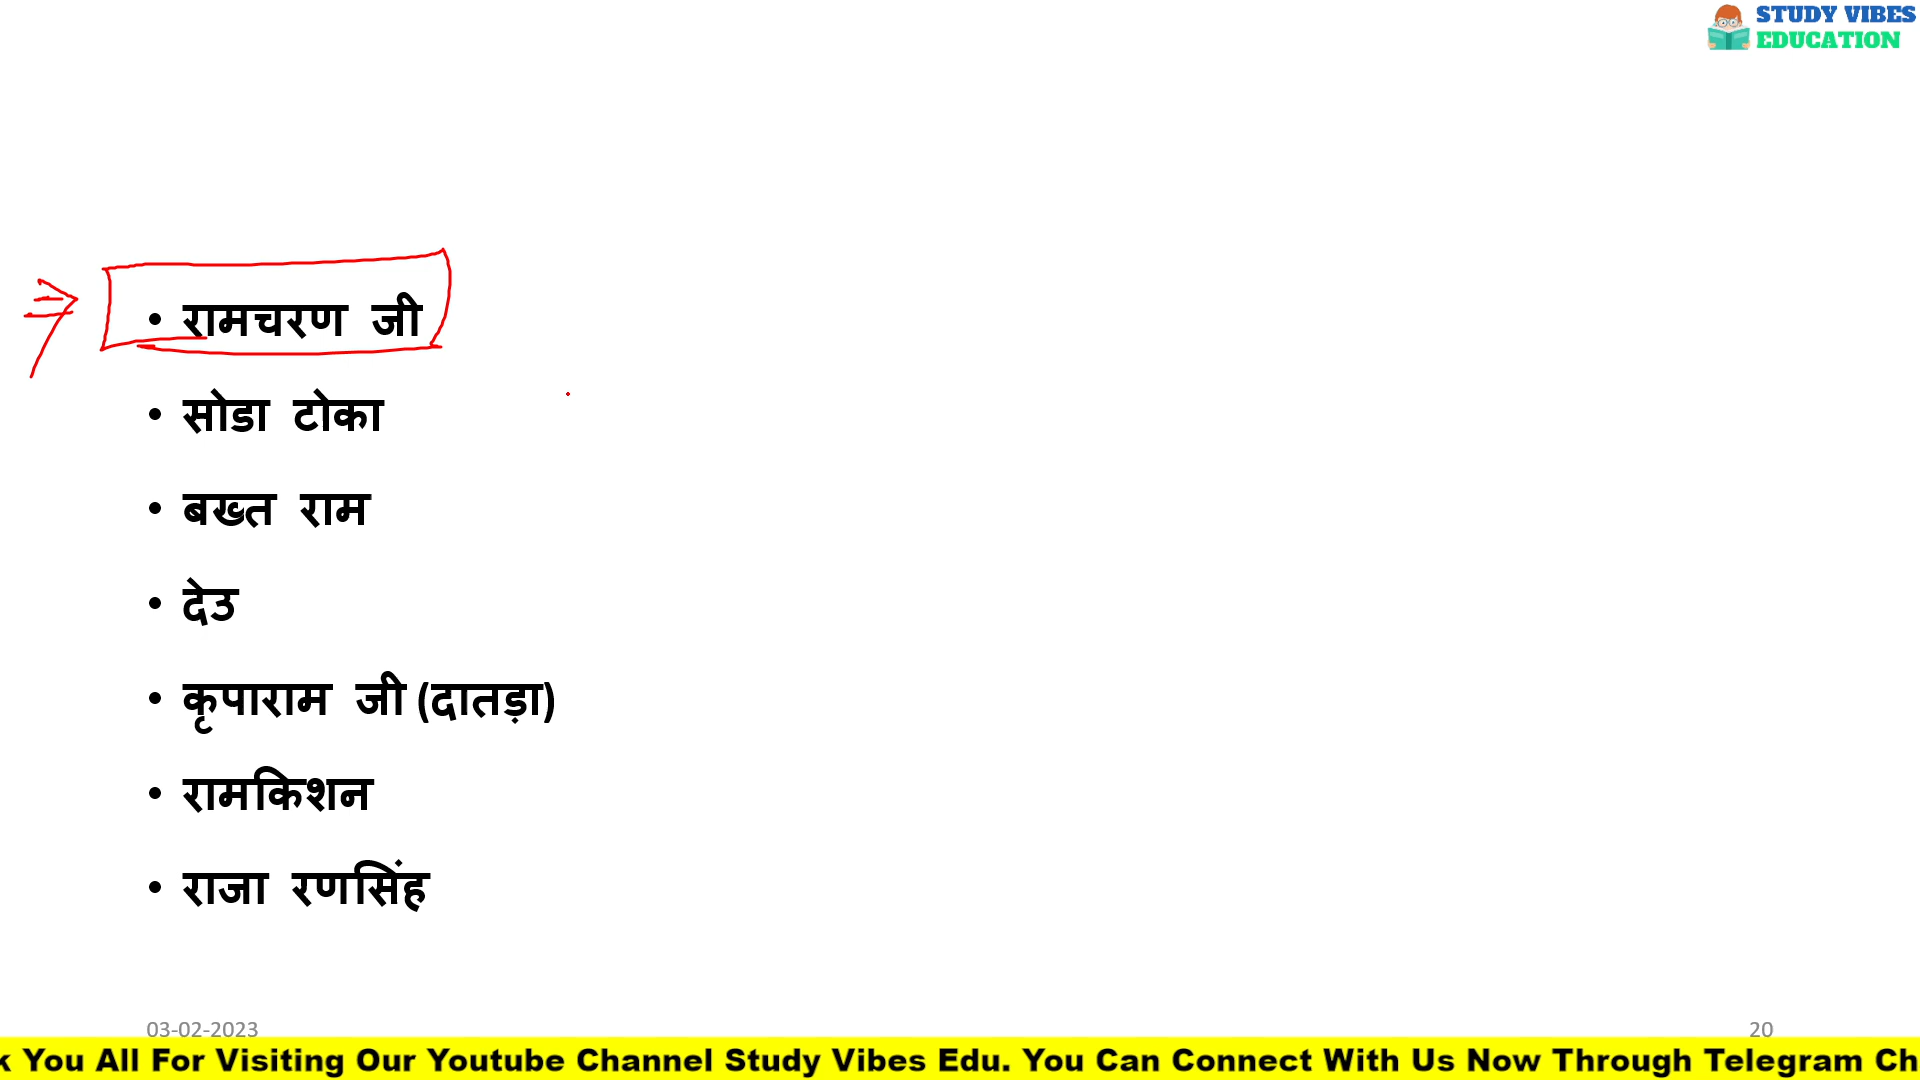 STUDY VIBES
EDUCATION
• रामचरण जी
• सोडा टोका
• बख्त राम
• देउ
• कृपाराम जी (दातड़ा)
• रामकिशन
• राजा रणसिंह
03-02-2023
20
k You All For Visiting Our Youtube Channel Study Vibes Edu. You Can Connect With Us Now Through Telegram Ch